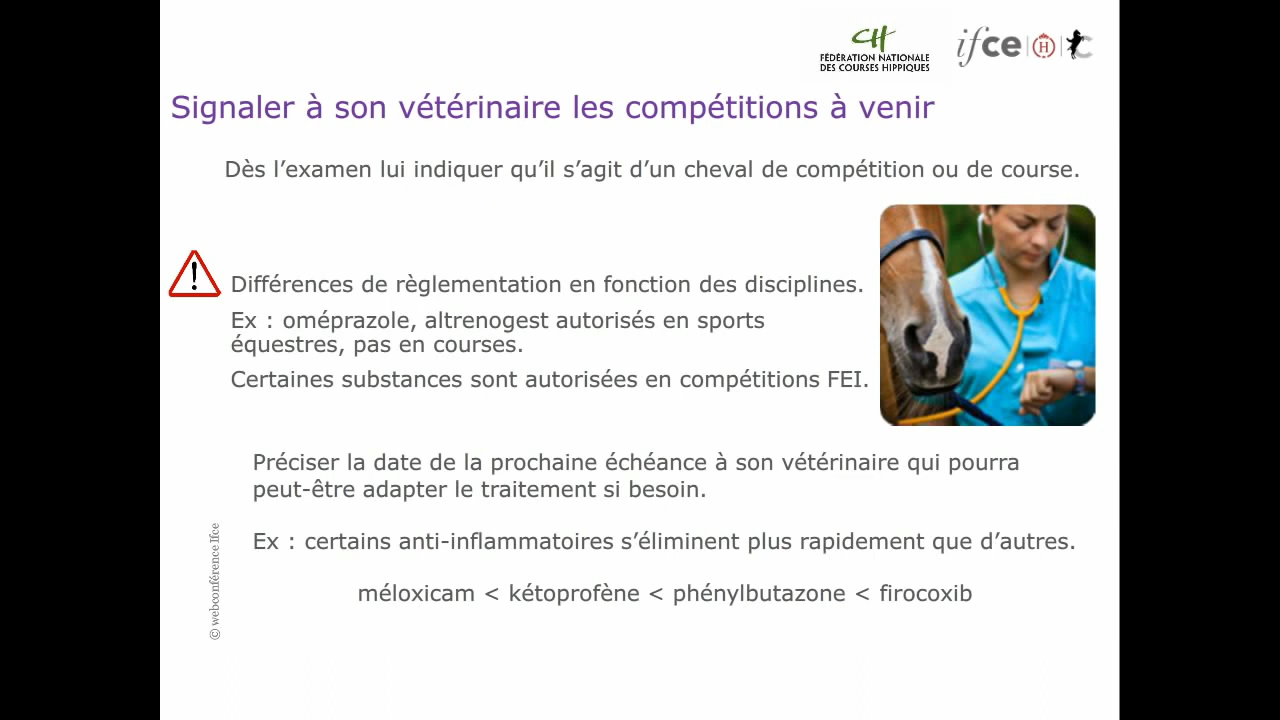 CH
FÉDÉRATION NATIONALE
DES COURSES HIPPIQUES
ifce
H
C
Signaler à son vétérinaire les compétitions à venir
Dès l’examen lui indiquer qu’il s’agit d’un cheval de compétition ou de course.
!
Différences de règlementation en fonction des disciplines.
Ex : oméprazole, altrenogest autorisés en sports
équestres, pas en courses.
Certaines substances sont autorisées en compétitions FEI.
Préciser la date de la prochaine échéance à son vétérinaire qui pourra
peut-être adapter le traitement si besoin.
Ex : certains anti-inflammatoires s’éliminent plus rapidement que d’autres.
méloxicam < kétoprofène < phénylbutazone < firocoxib
© webconférence Ifce